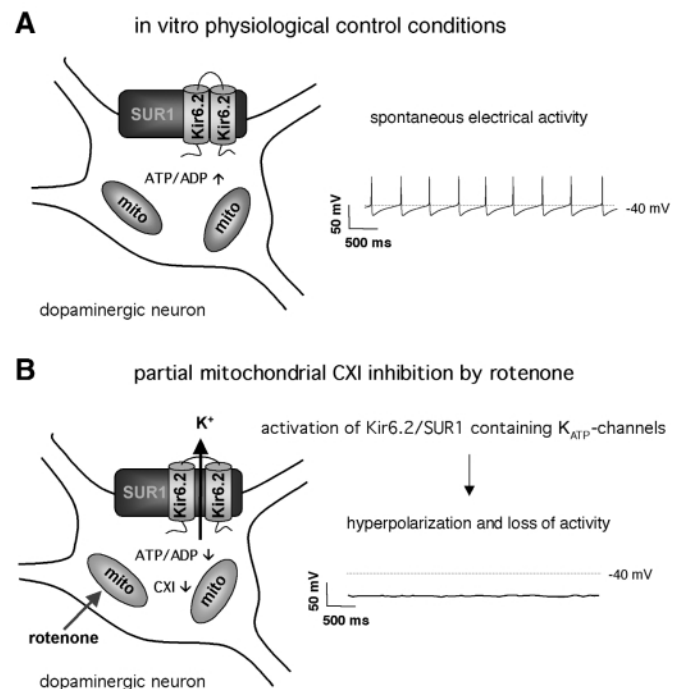 A
in vitro physiological control conditions
SUR1
Kir6.2
Kir6.2
ATP/ADP ↑
mito
mito
dopaminergic neuron
spontaneous electrical activity
-40 mV
50 mV
500 ms
B
partial mitochondrial CXI inhibition by rotenone
K⁺
SUR1
Kir6.2
Kir6.2
ATP/ADP ↓
mito
CXI ↓
mito
rotenone
dopaminergic neuron
activation of Kir6.2/SUR1 containing K_ATP-channels
hyperpolarization and loss of activity
-40 mV
50 mV
500 ms